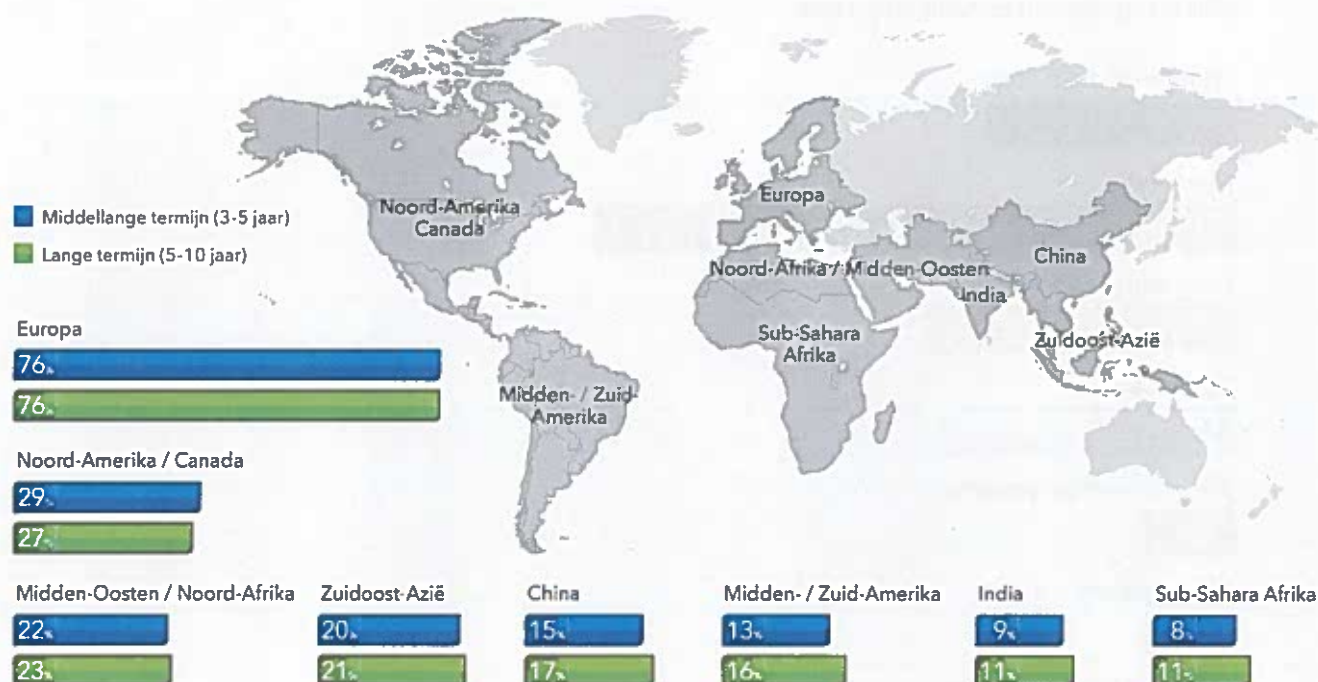 Middellange termijn (3-5 jaar)
Lange termijn (5-10 jaar)
Noord-Amerika
Canada
Europa
Noord-Afrika / Midden-Oosten
China
India
Sub-Sahara
Afrika
Zuidoost-Azië
Midden- / Zuid-
Amerika
Europa
76%
76%
Noord-Amerika / Canada
29%
27%
Midden-Oosten / Noord-Afrika
22%
23%
Zuidoost-Azië
20%
21%
China
15%
17%
Midden- / Zuid-Amerika
13%
16%
India
9%
11%
Sub-Sahara Afrika
8%
11%